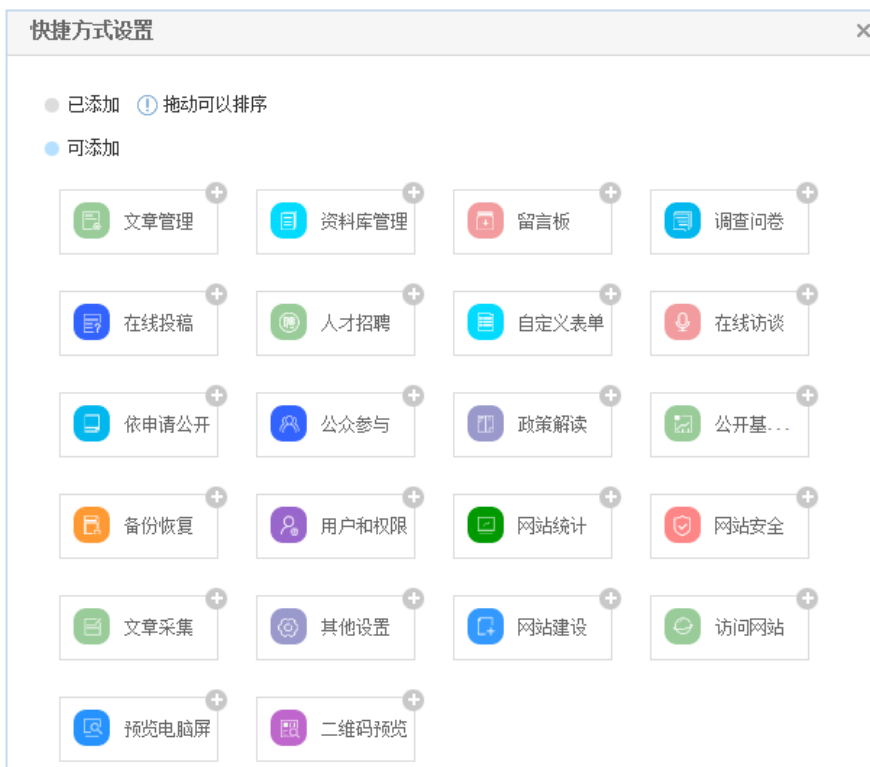 快捷方式设置
已添加 拖动可以排序
可添加
文章管理 资料库管理 留言板 调查问卷
在线投稿 人才招聘 自定义表单 在线访谈
依申请公开 公众参与 政策解读 公开基...
备份恢复 用户和权限 网站统计 网站安全
文章采集 其他设置 网站建设 访问网站
预览电脑屏 二维码预览